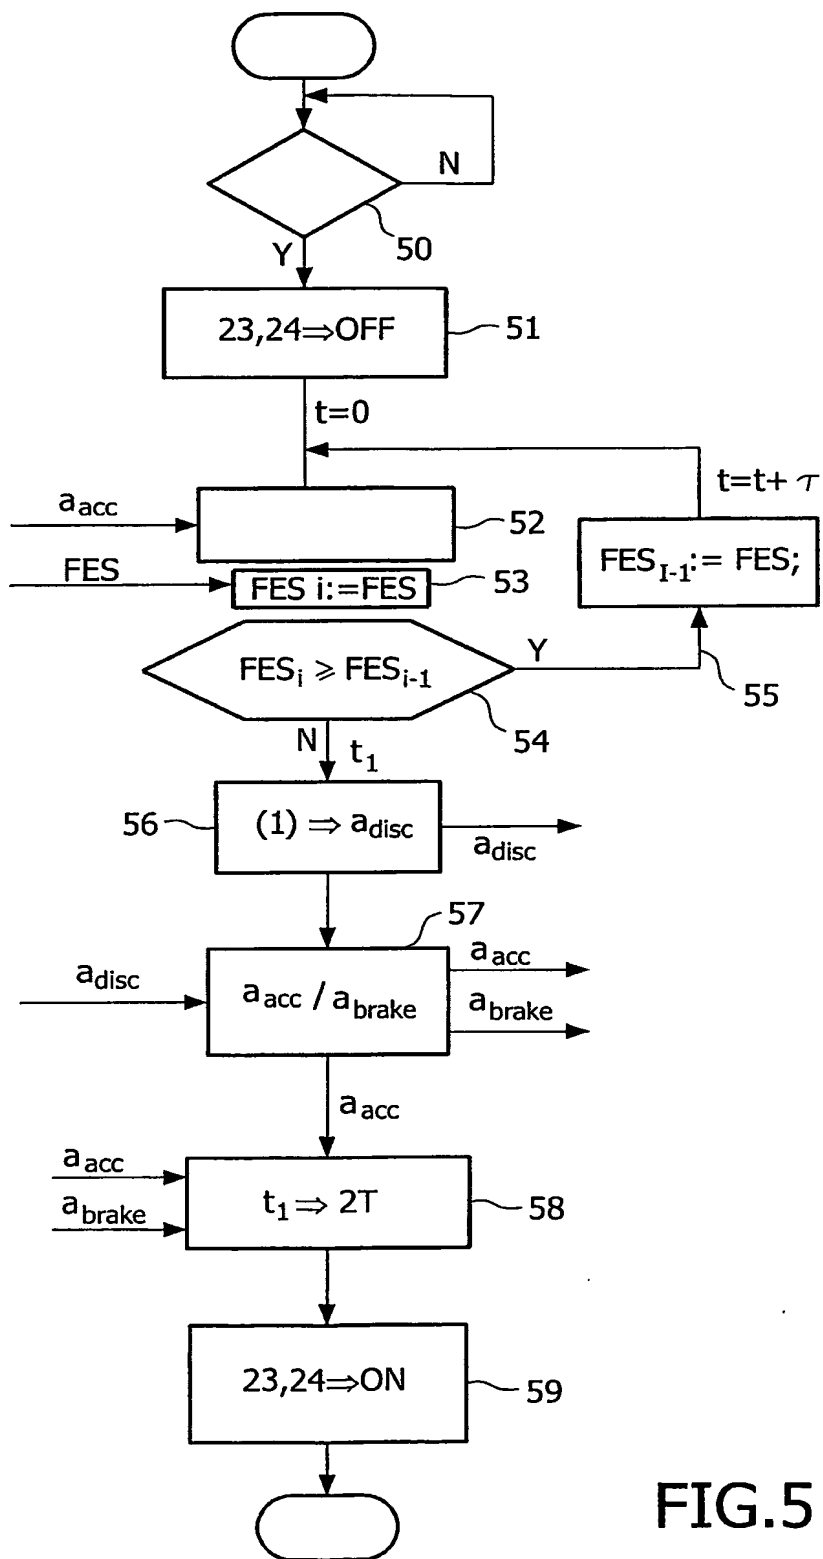 N
50
Y
23,24⇒OFF
51
t=0
t=t+ τ
a_acc
52
FES_I-1:= FES;
FES
FES i:=FES
53
FES_i ⩾ FES_i-1
Y
55
54
N
t_1
56
(1) ⇒ a_disc
a_disc
57
a_disc
a_acc / a_brake
a_acc
a_brake
a_acc
a_acc
a_brake
t_1 ⇒ 2T
58
23,24⇒ON
59
FIG.5